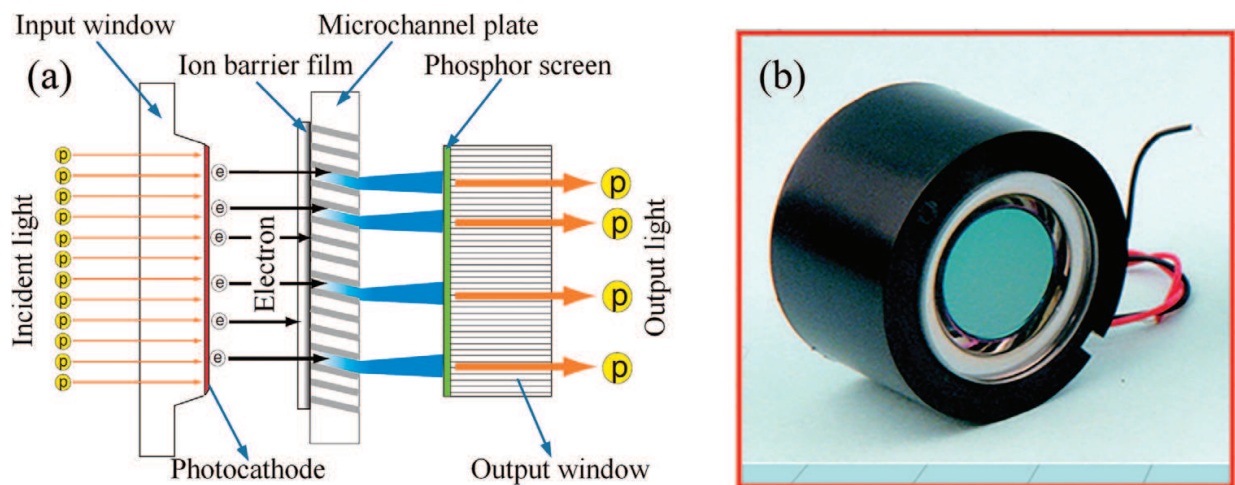 Input window
Microchannel plate
(a)
Ion barrier film
Phosphor screen
(b)
p
p
p
p
p
p
p
p
p
p
p
p
e
e
e
e
e
e
p
p
p
p
Incident light
Electron
Output light
Photocathode
Output window